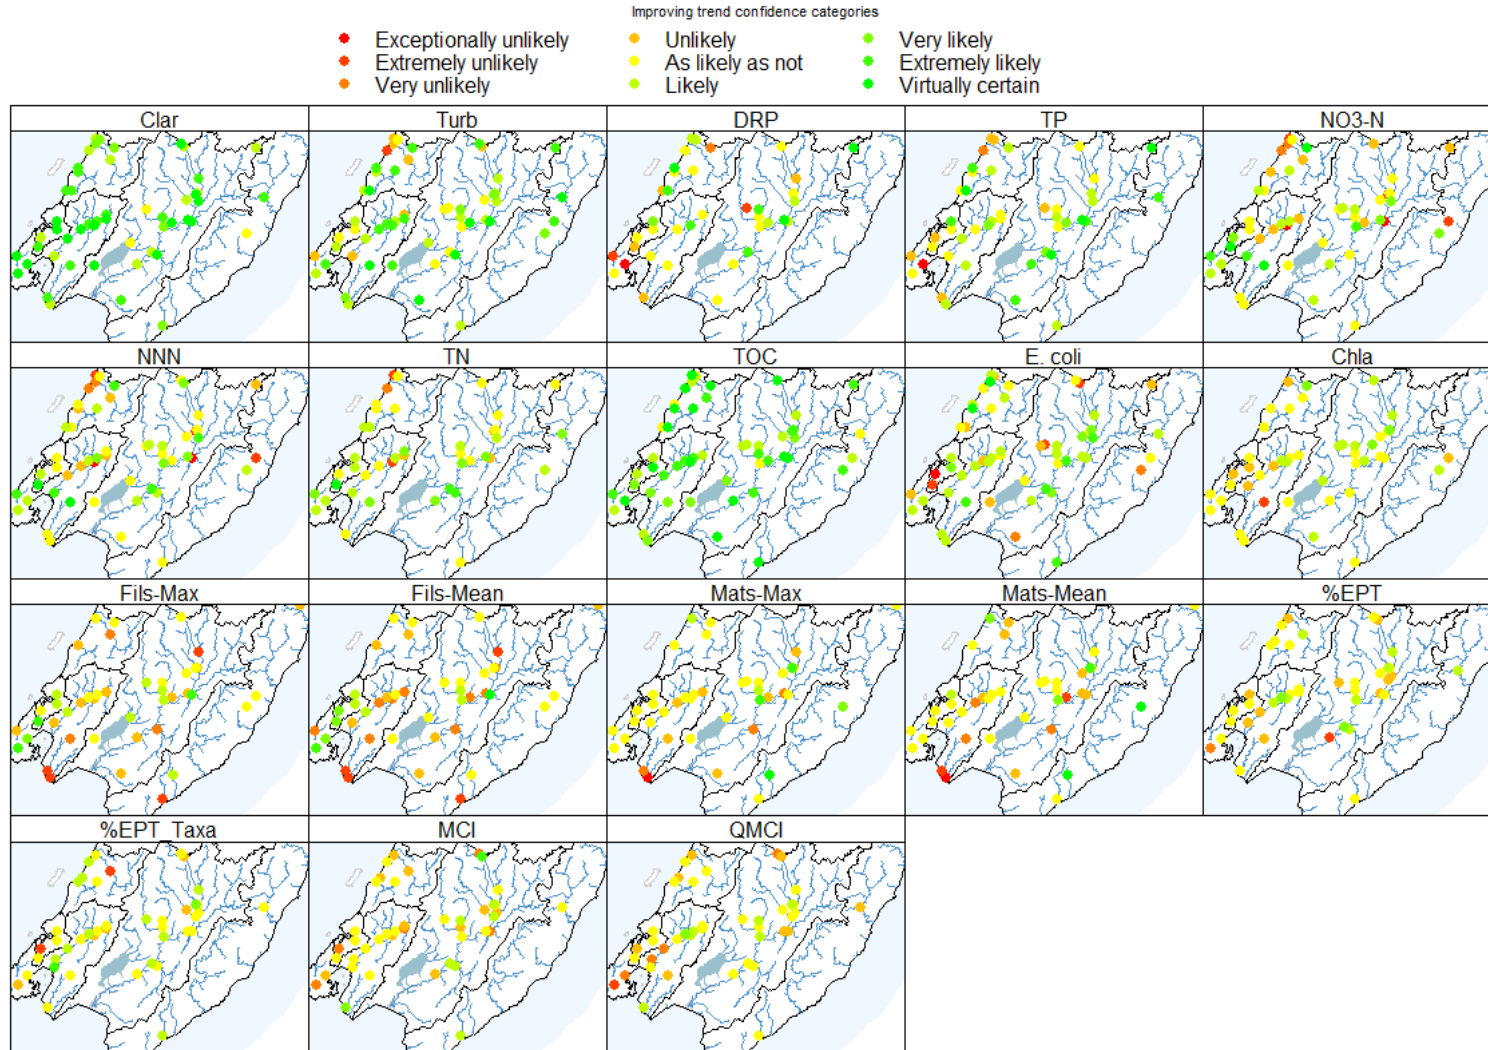 Improving trend confidence categories
Exceptionally unlikely Unlikely Very likely
Extremely unlikely As likely as not Extremely likely
Very unlikely Likely Virtually certain
Clar Turb DRP TP NO3-N
NNN TN TOC E. coli Chla
Fils-Max Fils-Mean Mats-Max Mats-Mean %EPT
%EPT_Taxa MCI QMCI